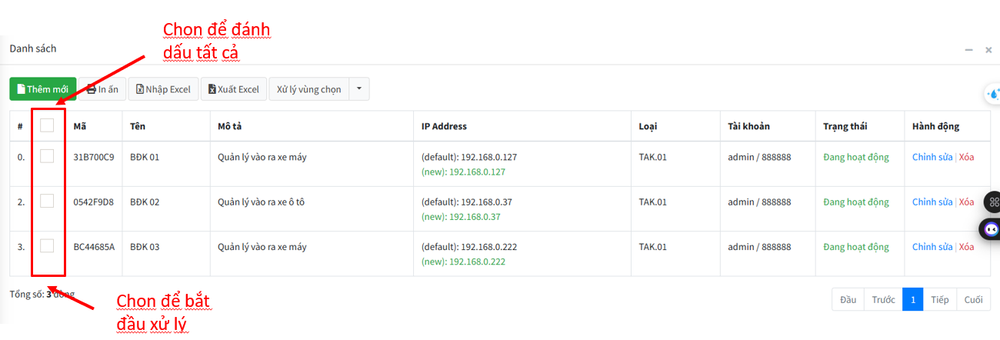 Chọn để đánh
dấu tất cả
Danh sách
Thêm mới In ấn Nhập Excel Xuất Excel Xử lý vùng chọn
# Mã Tên Mô tả IP Address Loại Tài khoản Trạng thái Hành động
0. 31B700C9 BĐK 01 Quản lý vào ra xe máy (default): 192.168.0.127 TAK.01 admin / 888888 Đang hoạt động Chỉnh sửa | Xóa
(new): 192.168.0.127
2. 0542F9D8 BĐK 02 Quản lý vào ra xe ô tô (default): 192.168.0.37 TAK.01 admin / 888888 Đang hoạt động Chỉnh sửa | Xóa
(new): 192.168.0.37
3. BC44685A BĐK 03 Quản lý vào ra xe máy (default): 192.168.0.222 TAK.01 admin / 888888 Đang hoạt động Chỉnh sửa | Xóa
(new): 192.168.0.222
Tổng số: 3 dòng Đầu Trước 1 Tiếp Cuối
Chọn để bắt
đầu xử lý